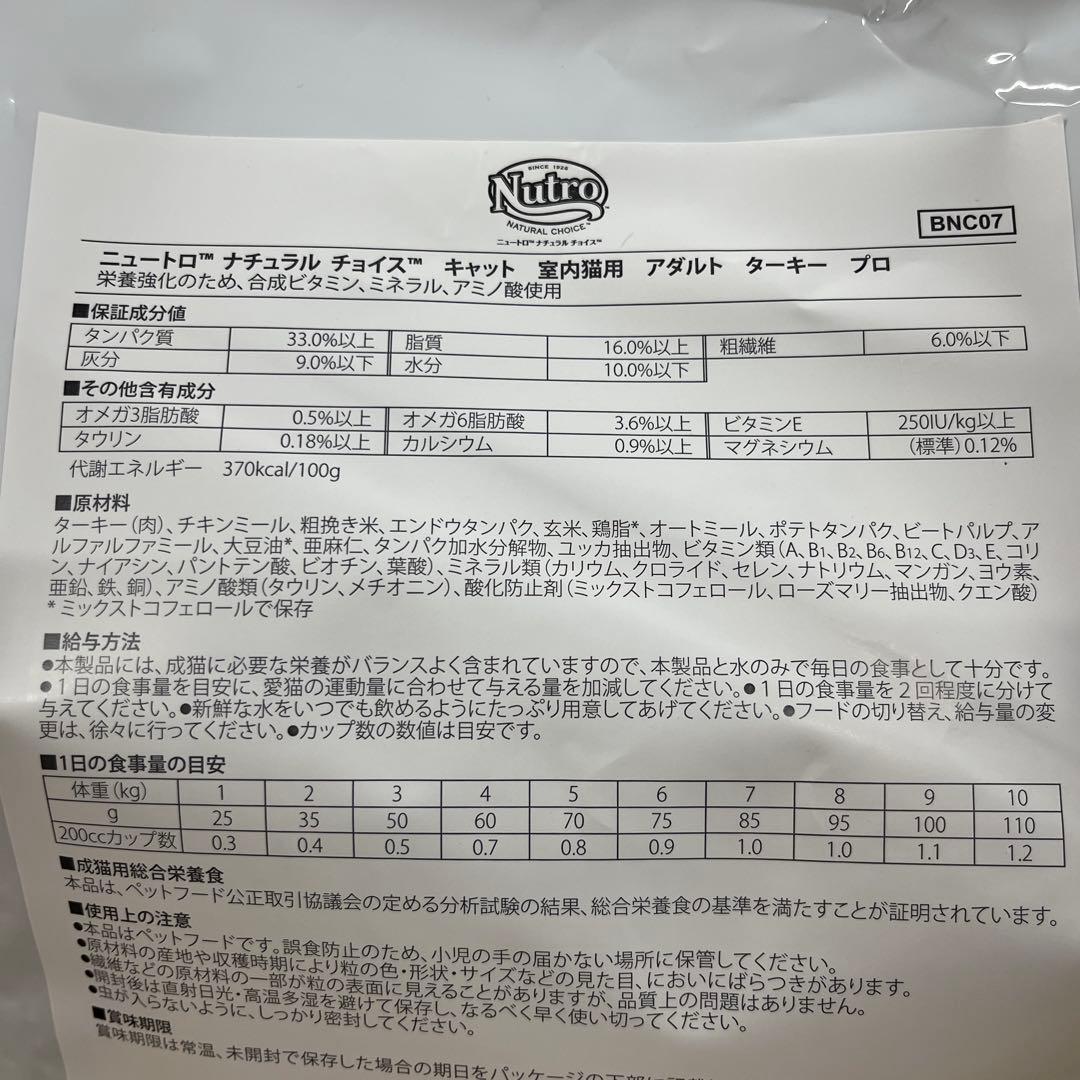 SINCE 1926
Nutro™
NATURAL CHOICE™
ニュートロ™ ナチュラル チョイス™
BNC07
ニュートロ™ ナチュラル チョイス™ キャット 室内猫用 アダルト ターキー プロ
栄養強化のため、合成ビタミン、ミネラル、アミノ酸使用
■保証成分値
タンパク質 33.0%以上 脂質 16.0%以上 粗繊維 6.0%以下
灰分 9.0%以下 水分 10.0%以下
■その他含有成分
オメガ3脂肪酸 0.5%以上 オメガ6脂肪酸 3.6%以上 ビタミンE 250IU/kg以上
タウリン 0.18%以上 カルシウム 0.9%以上 マグネシウム (標準)0.12%
代謝エネルギー 370kcal/100g
■原材料
ターキー(肉)、チキンミール、粗挽き米、エンドウタンパク、玄米、鶏脂*、オートミール、ポテトタンパク、ビートパルプ、ア
ルファルファミール、大豆油*、亜麻仁、タンパク加水分解物、ユッカ抽出物、ビタミン類(A、B1、B2、B6、B12、C、D3、E、コリ
ン、ナイアシン、パントテン酸、ビオチン、葉酸)、ミネラル類(カリウム、クロライド、セレン、ナトリウム、マンガン、ヨウ素、
亜鉛、鉄、銅)、アミノ酸類(タウリン、メチオニン)、酸化防止剤(ミックストコフェロール、ローズマリー抽出物、クエン酸)
*ミックストコフェロールで保存
■給与方法
●本製品には、成猫に必要な栄養がバランスよく含まれていますので、本製品と水のみで毎日の食事として十分です。
●1日の食事量を目安に、愛猫の運動量に合わせて与える量を加減してください。●1日の食事量を2回程度に分けて
与えてください。●新鮮な水をいつでも飲めるようにたっぷり用意してあげてください。●フードの切り替え、給与量の変
更は、徐々に行ってください。●カップ数の数値は目安です。
■1日の食事量の目安
体重(kg) 1 2 3 4 5 6 7 8 9 10
g 25 35 50 60 70 75 85 95 100 110
200ccカップ数 0.3 0.4 0.5 0.7 0.8 0.9 1.0 1.0 1.1 1.2
■成猫用総合栄養食
本品は、ペットフード公正取引協議会の定める分析試験の結果、総合栄養食の基準を満たすことが証明されています。
■使用上の注意
●本品はペットフードです。誤食防止のため、小児の手の届かない場所に保管してください。
●原材料の産地や収穫時期により粒の色・形状・サイズなどの見た目、においにばらつきがあります。
●繊維などの原材料の一部が粒の表面に見えることがありますが、品質上の問題はありません。
●開封後は直射日光・高温多湿を避けて保存し、なるべく早く使い切ってください。
●虫が入らないように、しっかり密封してください。
■賞味期限
賞味期限は常温、未開封で保存した場合の期日をパッケージの下部に記載